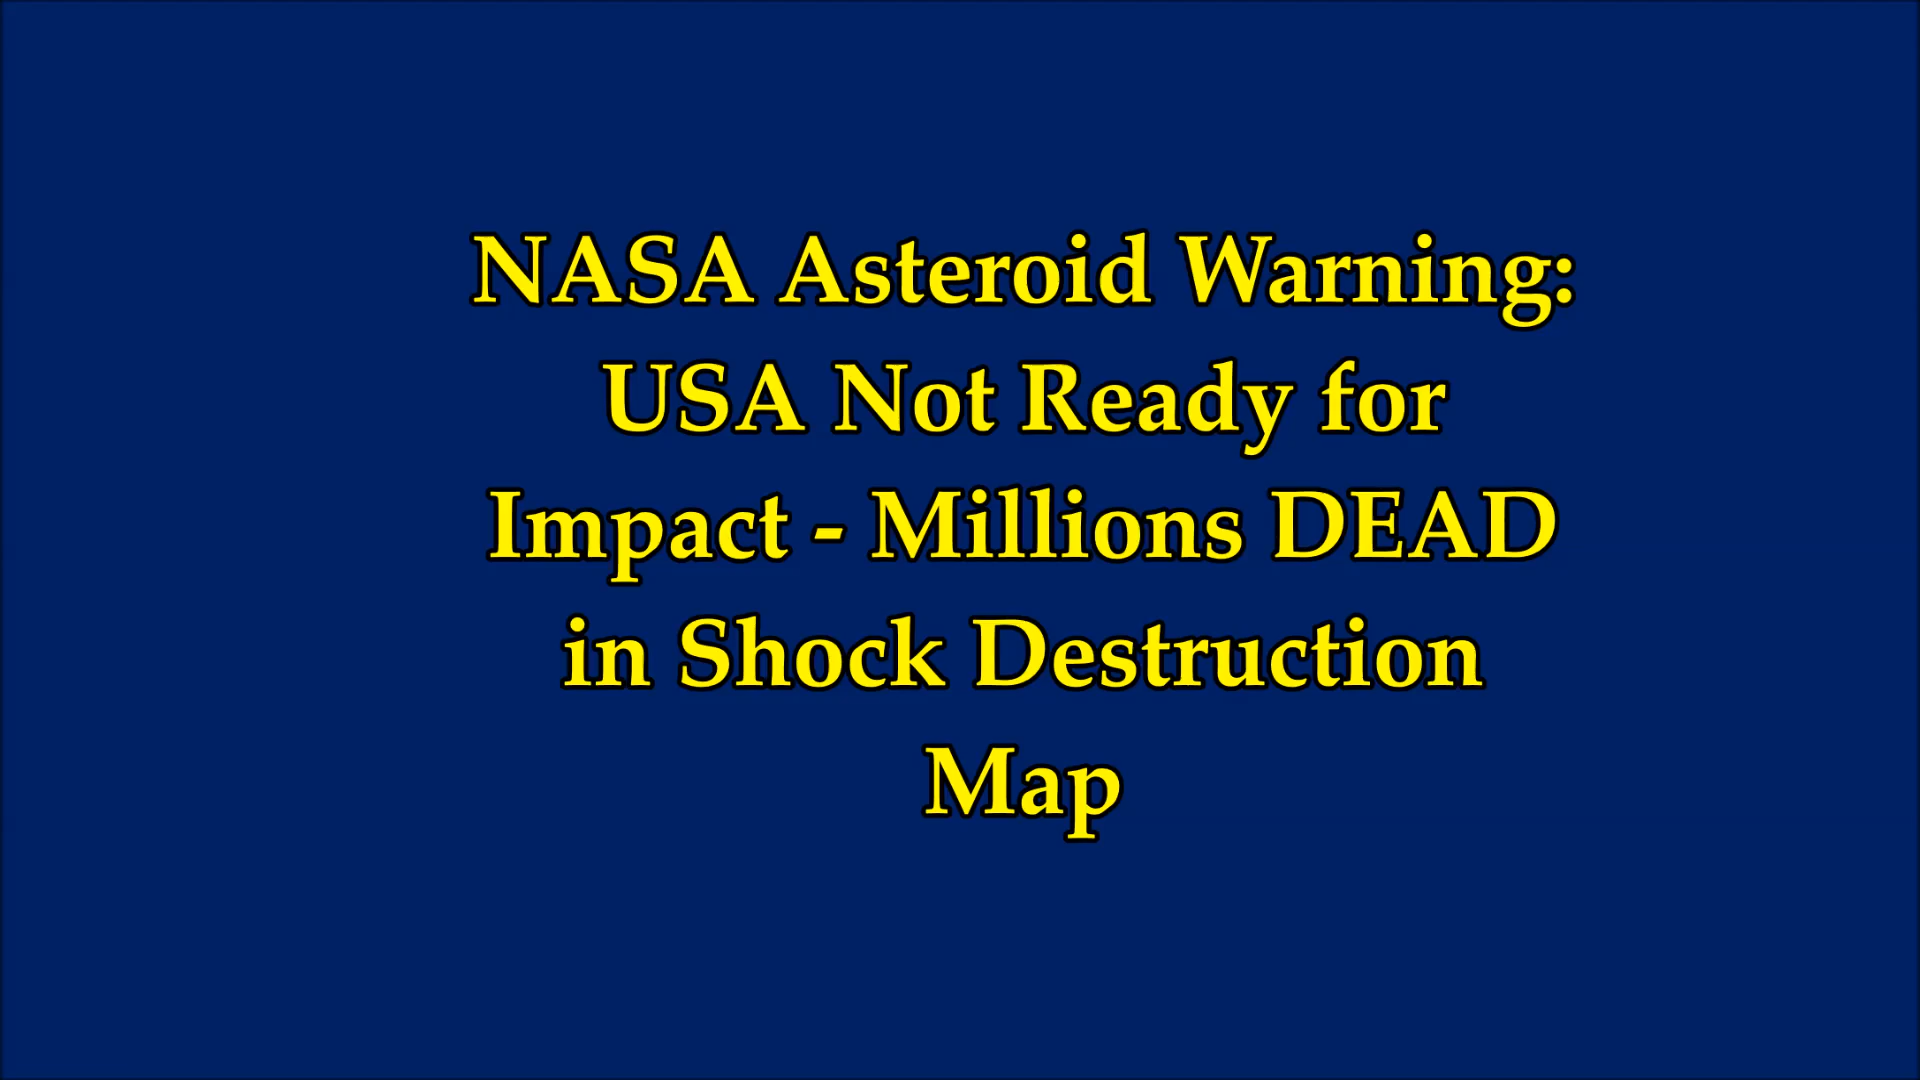 NASA Asteroid Warning:
USA Not Ready for
Impact - Millions DEAD
in Shock Destruction
Map